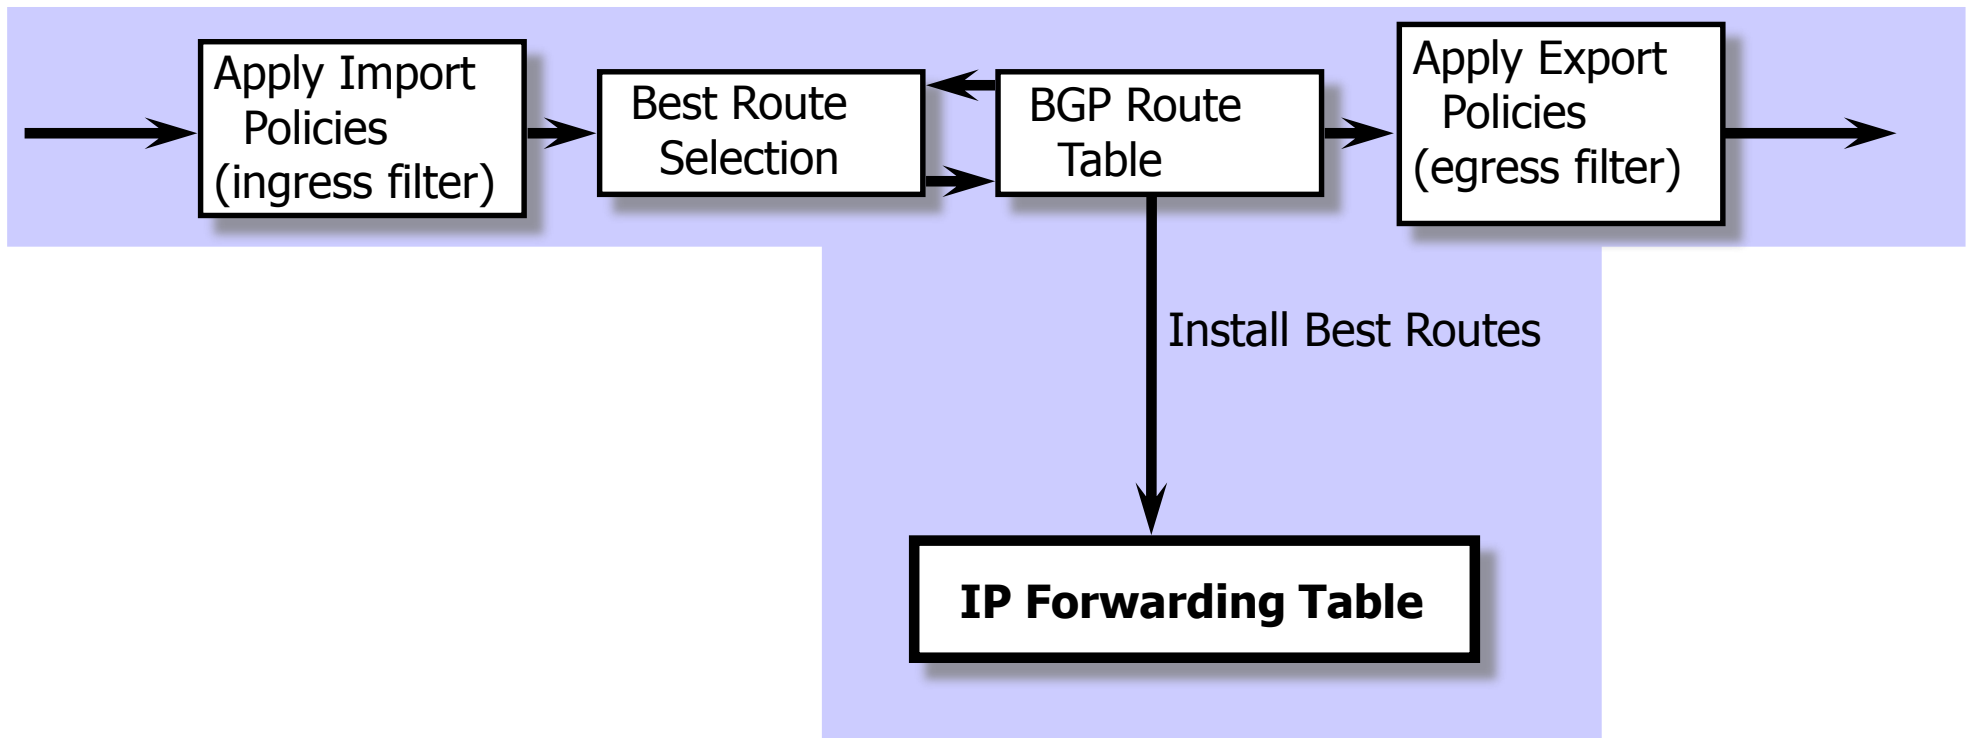 Apply Import
Policies
(ingress filter)
Best Route
Selection
BGP Route
Table
Apply Export
Policies
(egress filter)
Install Best Routes
IP Forwarding Table